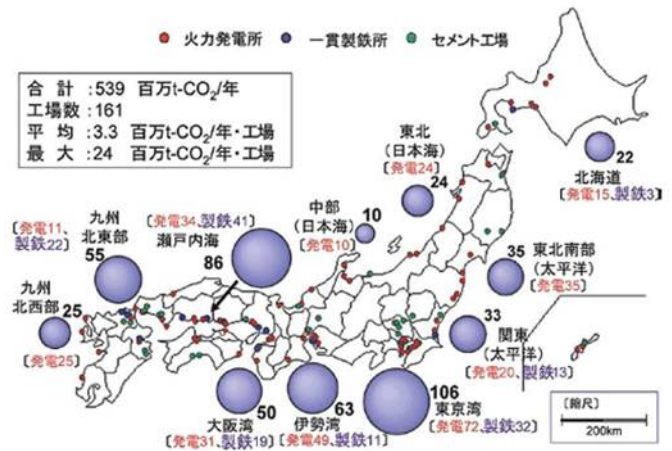 ● 火力発電所 ● 一貫製鉄所 ● セメント工場
合 計 :539 百万t-CO₂/年
工場数 :161
平 均 :3.3 百万t-CO₂/年・工場
最 大 :24 百万t-CO₂/年・工場
22
北海道
[発電15、製鉄3]
東北
(日本海)
[発電24]
24
中部
(日本海)
[発電10]
10
[発電34、製鉄41]
瀬戸内海
86
[発電11、
製鉄22]
九州
北東部
55
九州
北西部
25
[発電25]
35
東北南部
(太平洋)
[発電35]
33
関東
(太平洋)
[発電20、製鉄13]
50
大阪湾
[発電31、製鉄19]
63
伊勢湾
[発電49、製鉄11]
106
東京湾
[発電72、製鉄32]
[縮尺]
200km